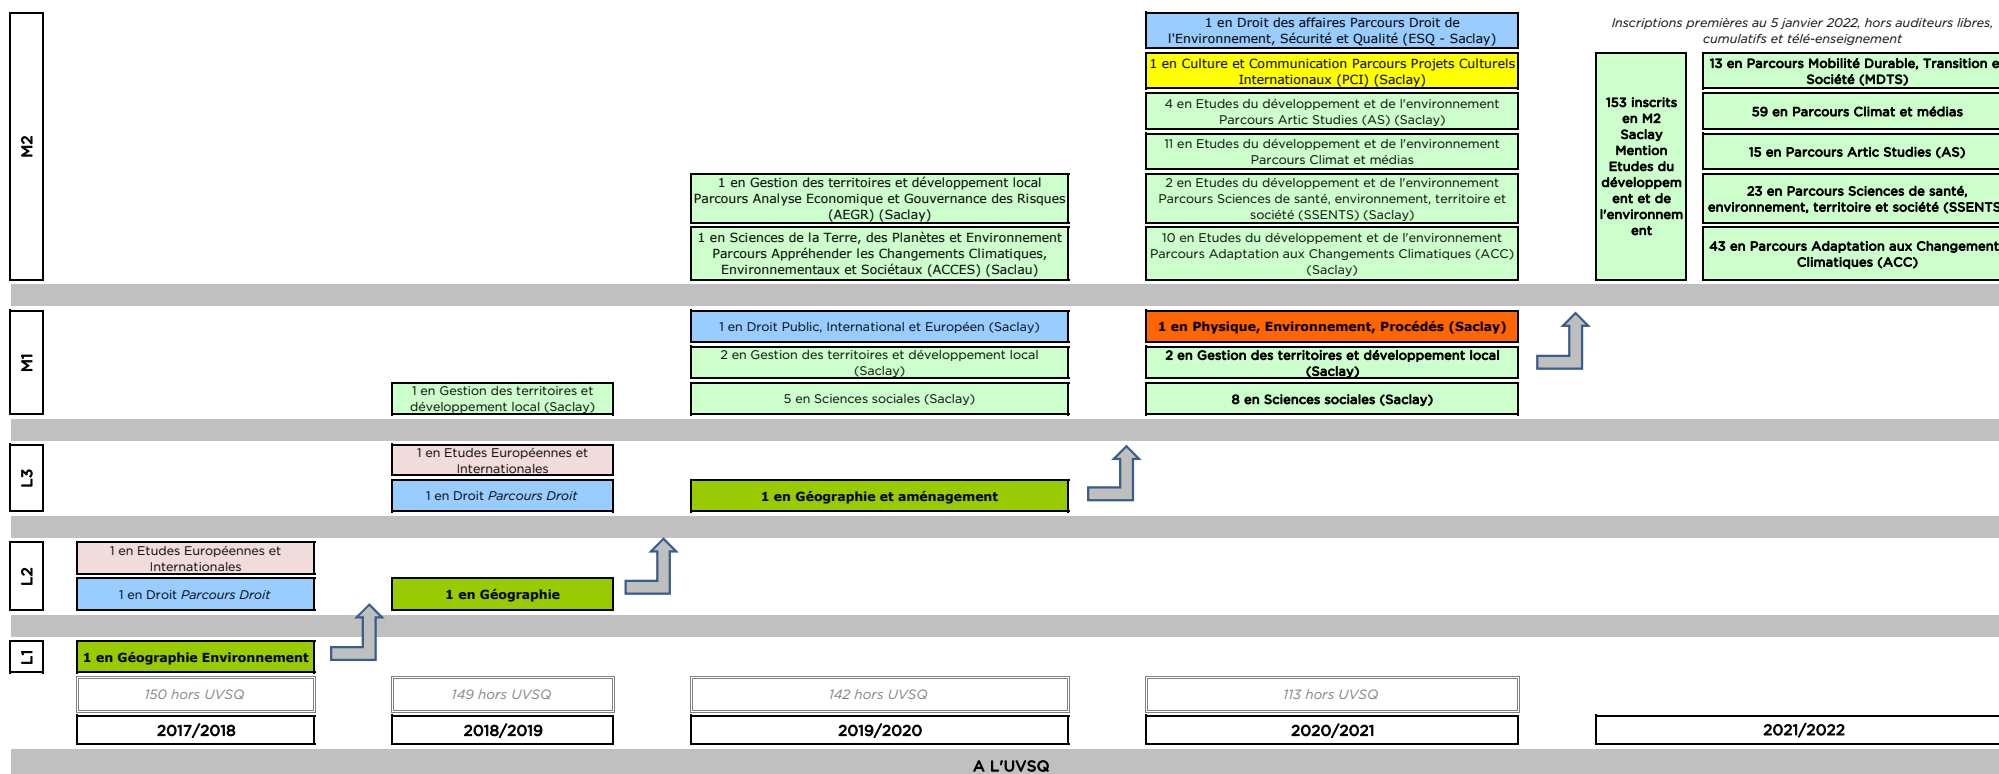 Inscriptions premières au 5 janvier 2022, hors auditeurs libres,
cumulatifs et télé-enseignement
M2
1 en Gestion des territoires et développement local
Parcours Analyse Economique et Gouvernance des Risques
(AEGR) (Saclay)
1 en Sciences de la Terre, des Planètes et Environnement
Parcours Appréhender les Changements Climatiques,
Environnementaux et Sociétaux (ACCES) (Saclau)
1 en Droit des affaires Parcours Droit de
l'Environnement, Sécurité et Qualité (ESQ - Saclay)
1 en Culture et Communication Parcours Projets Culturels
Internationaux (PCI) (Saclay)
4 en Etudes du développement et de l'environnement
Parcours Artic Studies (AS) (Saclay)
11 en Etudes du développement et de l'environnement
Parcours Climat et médias
2 en Etudes du développement et de l'environnement
Parcours Sciences de santé, environnement, territoire et
société (SSENTS) (Saclay)
10 en Etudes du développement et de l'environnement
Parcours Adaptation aux Changements Climatiques (ACC)
(Saclay)
153 inscrits
en M2
Saclay
Mention
Etudes du
développem
ent et de
l'environnem
ent
13 en Parcours Mobilité Durable, Transition e
Société (MDTS)
59 en Parcours Climat et médias
15 en Parcours Artic Studies (AS)
23 en Parcours Sciences de santé,
environnement, territoire et société (SSENTS
43 en Parcours Adaptation aux Changement
Climatiques (ACC)
M1
1 en Gestion des territoires et
développement local (Saclay)
1 en Droit Public, International et Européen (Saclay)
2 en Gestion des territoires et développement local
(Saclay)
5 en Sciences sociales (Saclay)
1 en Physique, Environnement, Procédés (Saclay)
2 en Gestion des territoires et développement local
(Saclay)
8 en Sciences sociales (Saclay)
L3
1 en Etudes Européennes et
Internationales
1 en Droit Parcours Droit
1 en Géographie et aménagement
L2
1 en Etudes Européennes et
Internationales
1 en Droit Parcours Droit
1 en Géographie
L1
1 en Géographie Environnement
150 hors UVSQ
149 hors UVSQ
142 hors UVSQ
113 hors UVSQ
2017/2018
2018/2019
2019/2020
2020/2021
2021/2022
A L'UVSQ